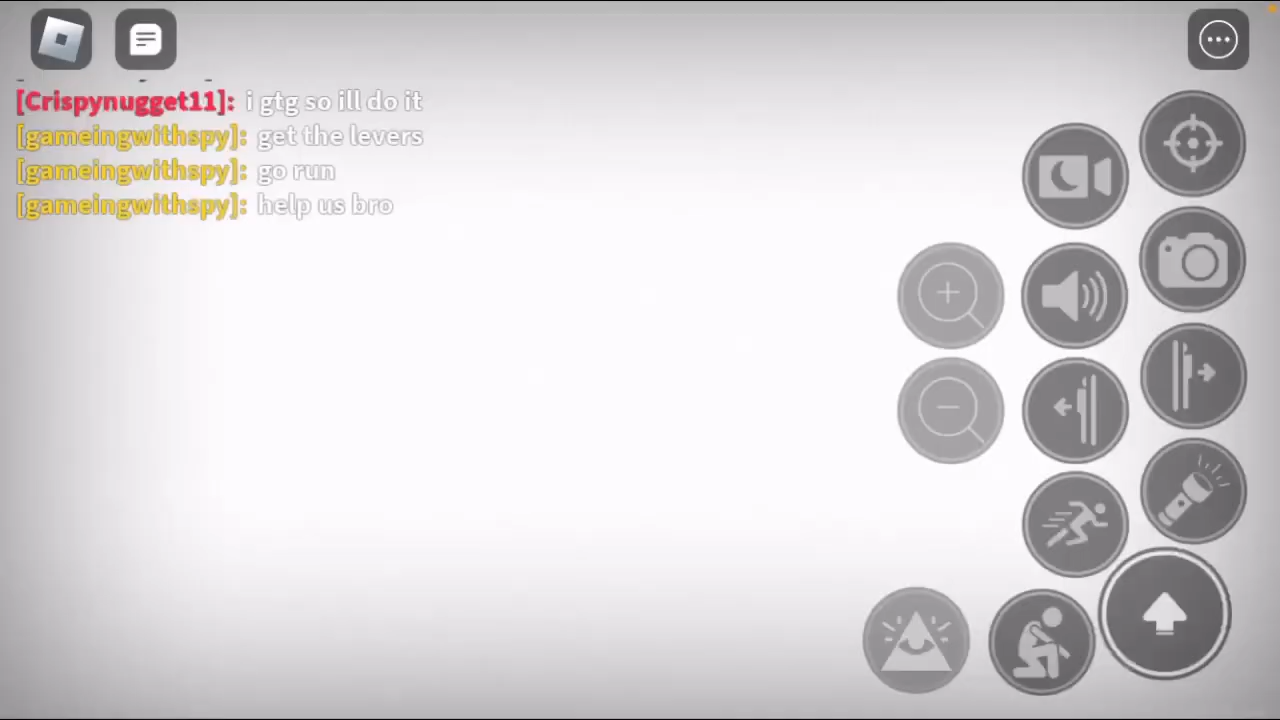 [Crispynugget11]: i gtg so ill do it
[gameingwithspy]: get the levers
[gameingwithspy]: go run
[gameingwithspy]: help us bro